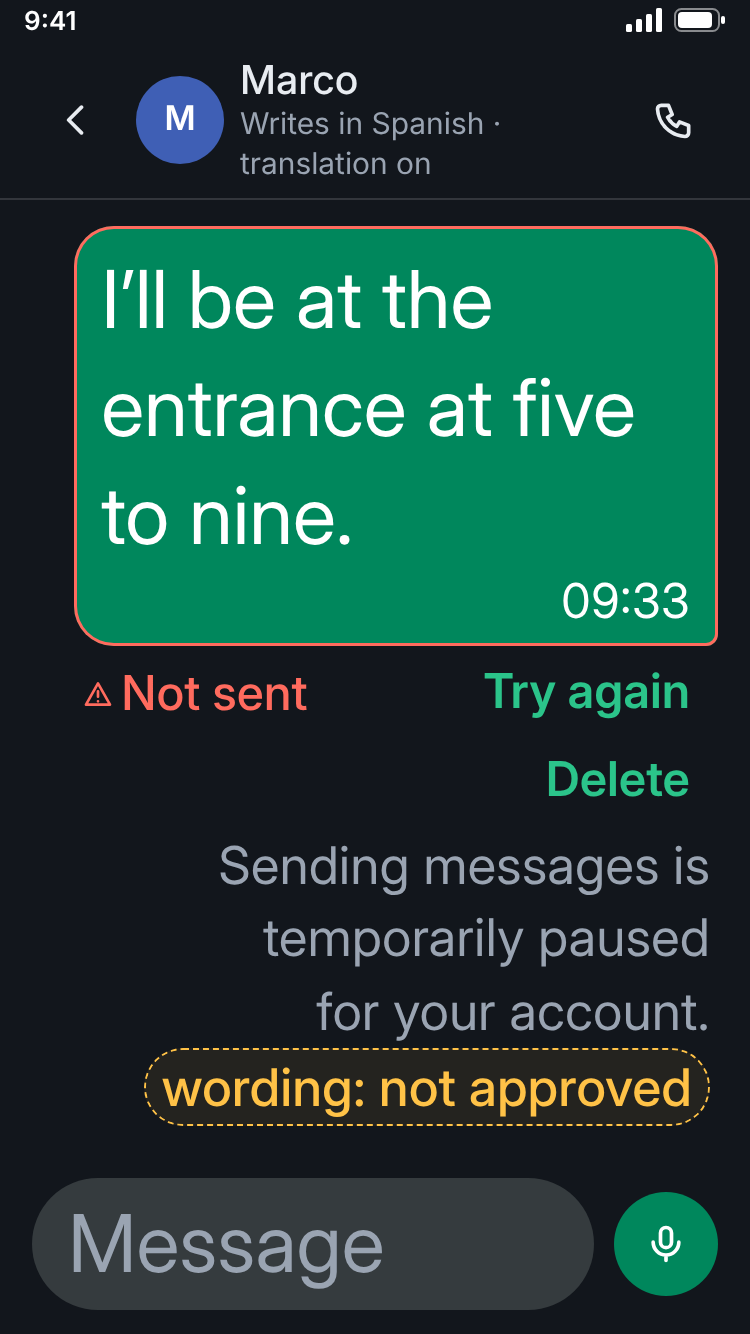 9:41
M
Marco
Writes in Spanish ·
translation on
I’ll be at the
entrance at five
to nine.
09:33
Not sent
Try again
Delete
Sending messages is
temporarily paused
for your account.
wording: not approved
Message